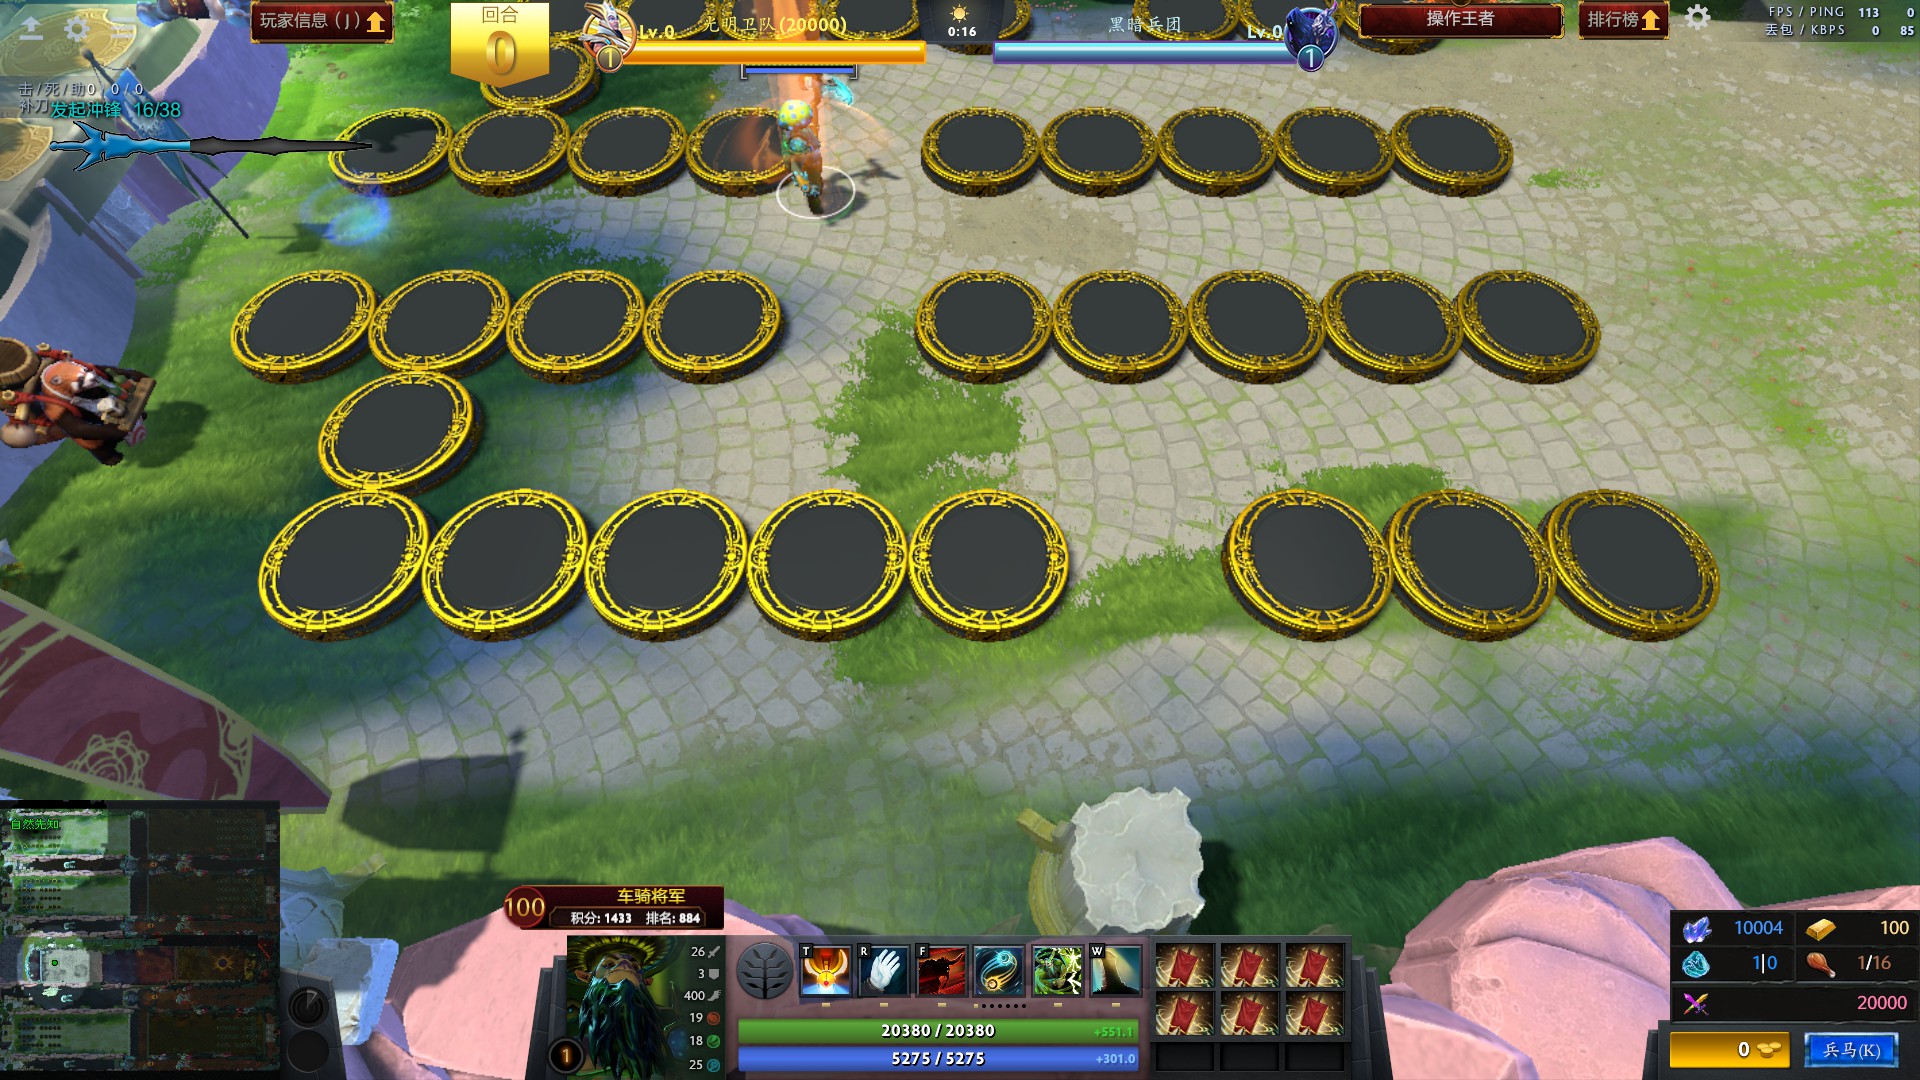 玩家信息（J）
回合
0
Lv.0
光明卫队(20000)
1
0:16
黑暗兵团
Lv.0
1
操作王者
排行榜
FPS / PING 113 0
丢包 / KBPS 0 85
击/死/助0 / 0 / 0
补刀
发起冲锋 16/38
自然先知
100
车骑将军
积分: 1433 排名: 884
26
3
400
19
18
25
1
T
R
F
W
20380 / 20380
+551.1
5275 / 5275
+301.0
10004
100
1|0
1/16
20000
0
兵马(K)